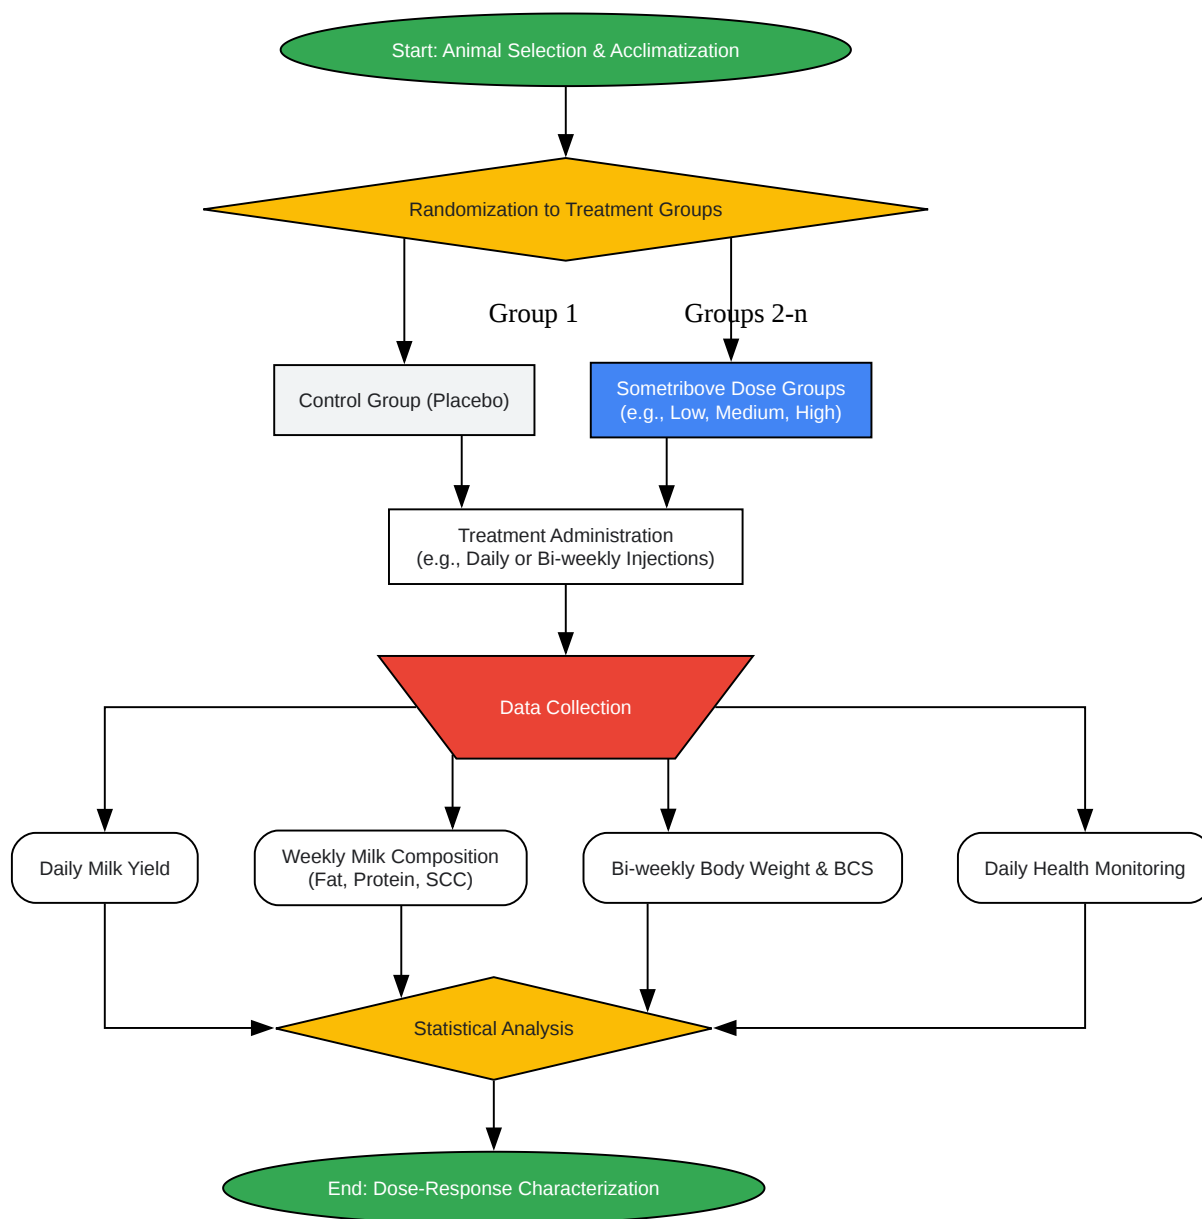 Start: Animal Selection & Acclimatization
Randomization to Treatment Groups
Group 1
Groups 2-n
Control Group (Placebo)
Sometribove Dose Groups
(e.g., Low, Medium, High)
Treatment Administration
(e.g., Daily or Bi-weekly Injections)
Data Collection
Daily Milk Yield
Weekly Milk Composition
(Fat, Protein, SCC)
Bi-weekly Body Weight & BCS
Daily Health Monitoring
Statistical Analysis
End: Dose-Response Characterization